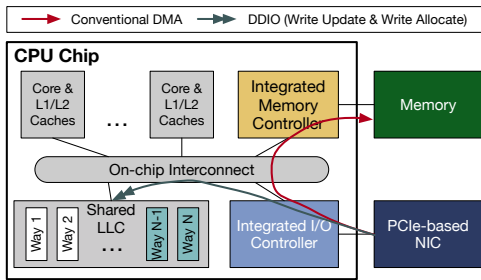 Conventional DMA
DDIO (Write Update & Write Allocate)
CPU Chip
Core &
L1/L2
Caches
...
Core &
L1/L2
Caches
Integrated
Memory
Controller
Memory
On-chip Interconnect
Way 1
Way 2
Shared
LLC
...
Way N-1
Way N
Integrated I/O
Controller
PCIe-based
NIC